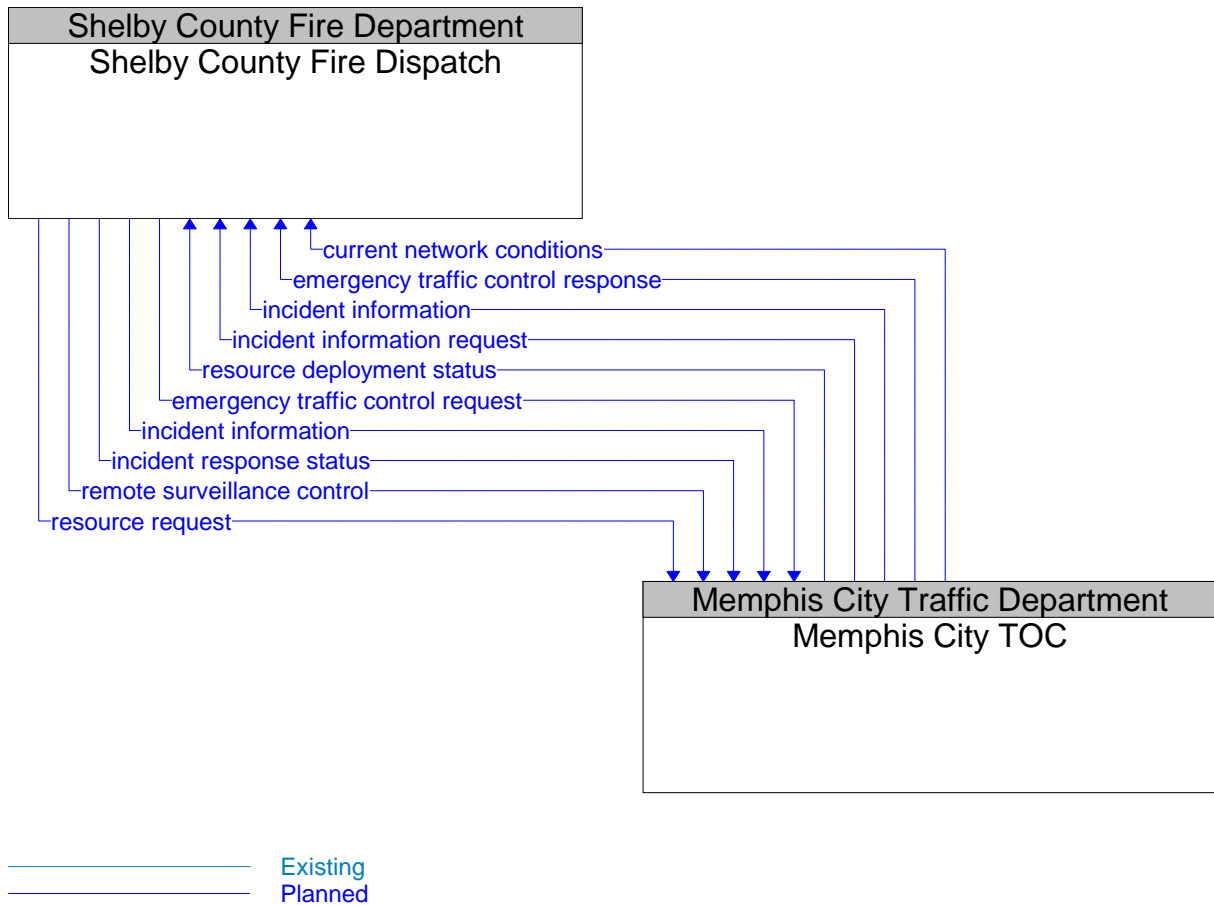 Shelby County Fire Department
Shelby County Fire Dispatch
current network conditions
emergency traffic control response
incident information
incident information request
resource deployment status
emergency traffic control request
incident information
incident response status
remote surveillance control
resource request
Memphis City Traffic Department
Memphis City TOC
Existing
Planned